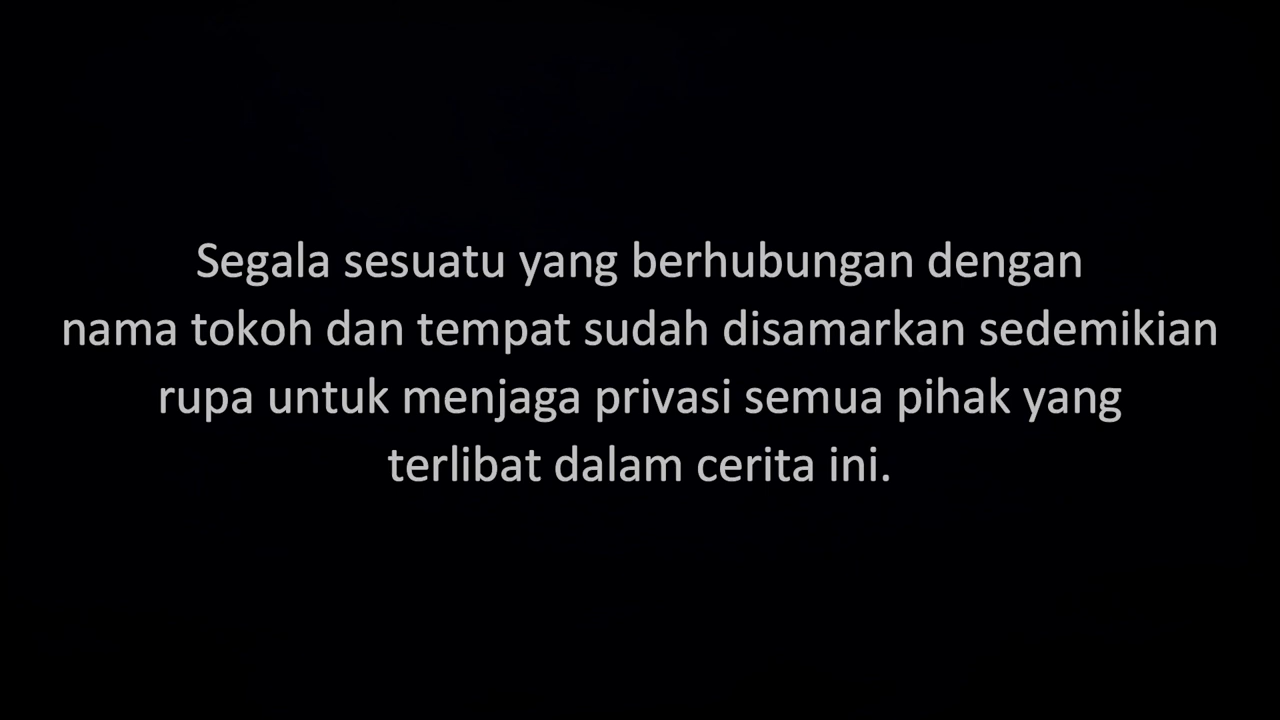 Segala sesuatu yang berhubungan dengan
nama tokoh dan tempat sudah disamarkan sedemikian
rupa untuk menjaga privasi semua pihak yang
terlibat dalam cerita ini.